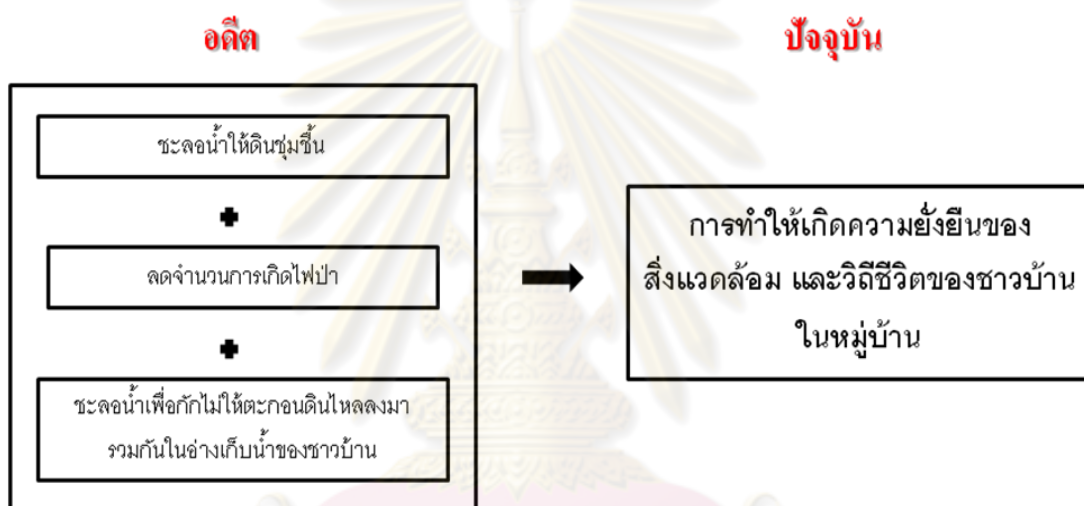 อดีต
ปัจจุบัน
ชะลอน้ำให้ดินชุ่มชื้น
ลดจำนวนการเกิดไฟป่า
ชะลอน้ำเพื่อกักไม่ให้ตะกอนดินไหลลงมา
รวมกันในอ่างเก็บน้ำของชาวบ้าน
การทำให้เกิดความยั่งยืนของ
สิ่งแวดล้อม และวิถีชีวิตของชาวบ้าน
ในหมู่บ้าน